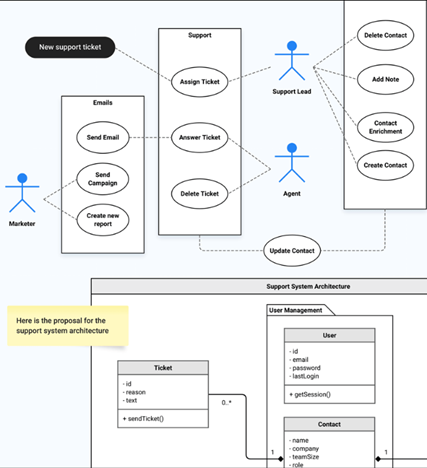 New support ticket
Support
Assign Ticket
Answer Ticket
Delete Ticket
Support Lead
Agent
Delete Contact
Add Note
Contact
Enrichment
Create Contact
Emails
Send Email
Send
Campaign
Create new
report
Marketer
Update Contact
Support System Architecture
Here is the proposal for the
support system architecture
User Management
User
- id
- email
- password
- lastLogin
+ getSession()
Ticket
- id
- reason
- text
+ sendTicket()
0..*
1
Contact
1
- name
- company
- teamSize
- role